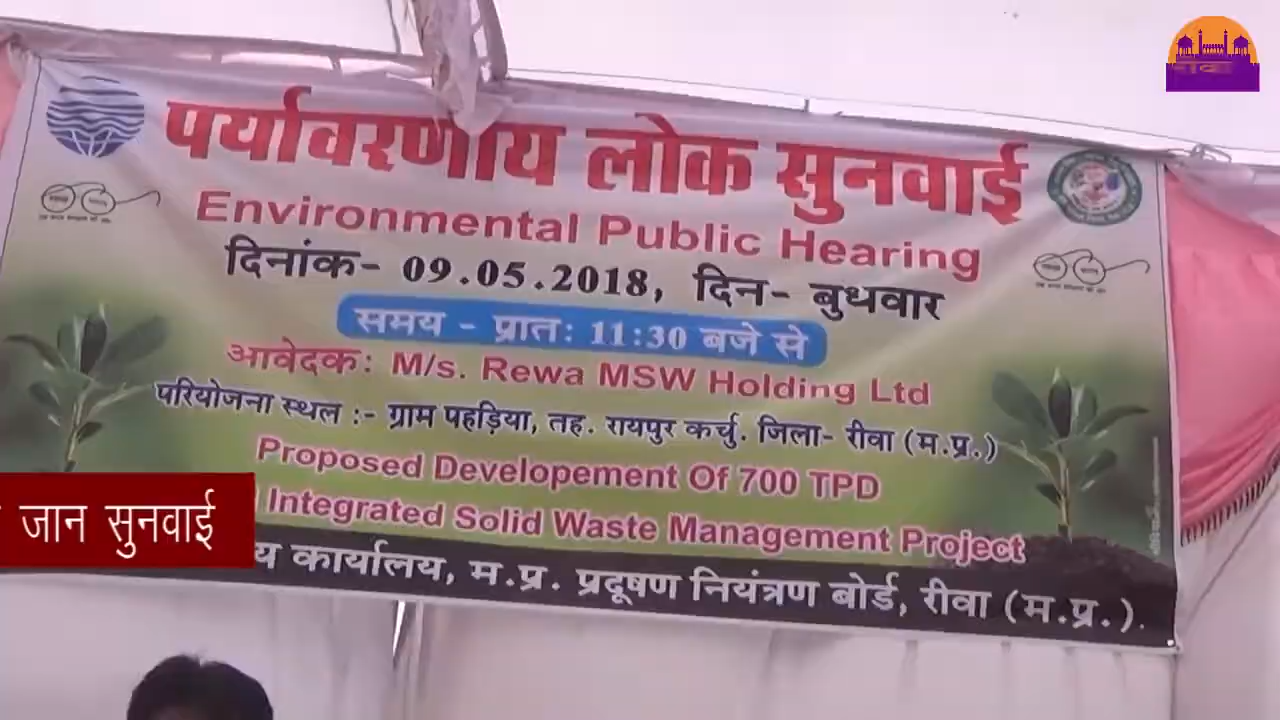 पर्यावरणीय लोक सुनवाई
Environmental Public Hearing
दिनांक- 09.05.2018, दिन- बुधवार
समय - प्रात: 11:30 बजे से
आवेदक: M/s. Rewa MSW Holding Ltd
परियोजना स्थल :- ग्राम पहड़िया, तह. रायपुर कर्चु. जिला- रीवा (म.प्र.)
Proposed Developement Of 700 TPD
Integrated Solid Waste Management Project
य कार्यालय, म.प्र. प्रदूषण नियंत्रण बोर्ड, रीवा (म.प्र.).
जान सुनवाई
रीवा